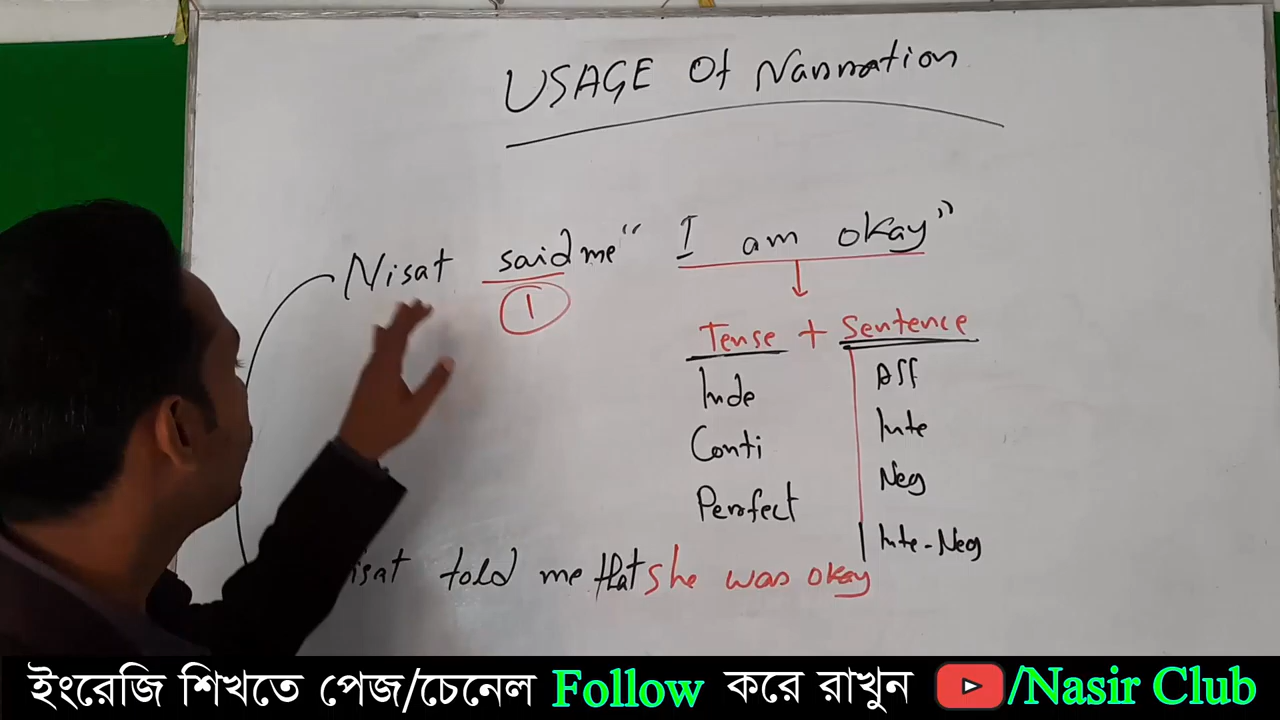 USAGE Of Narration
Nisat said me “ I am okay”
1
Tense + Sentence
Inde
Aff
Conti
Inte
Neg
Perfect
Inte-Neg
isat told me that she was okay
ইংরেজি শিখতে পেজ/চেনেল Follow করে রাখুন /Nasir Club